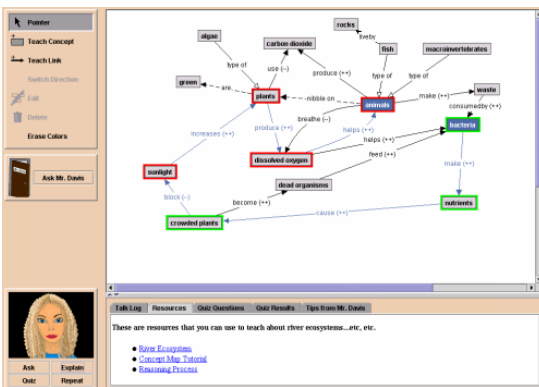 Pointer
Teach Concept
Teach Link
Switch Direction
Edit
Delete
Erase Colors
Ask Mr. Davis
Ask
Explain
Quiz
Repeat
rocks
algae
carbon dioxide
liveby
fish
macroinvertebrates
type of
use (--)
produce (++)
type of
type of
green
are
plants
nibble on
animals
make (++)
waste
consumedby (++)
breathe (--)
bacteria
increases (++)
produce (++)
helps (++)
helps (++)
dissolved oxygen
feed (++)
sunlight
dead organisms
make (++)
block (--)
become (++)
nutrients
crowded plants
cause (++)
Talk Log
Resources
Quiz Questions
Quiz Results
Tips from Mr. Davis
These are resources that you can use to teach about river ecosystems...etc, etc.
River Ecosystem
Concept Map Tutorial
Reasoning Process